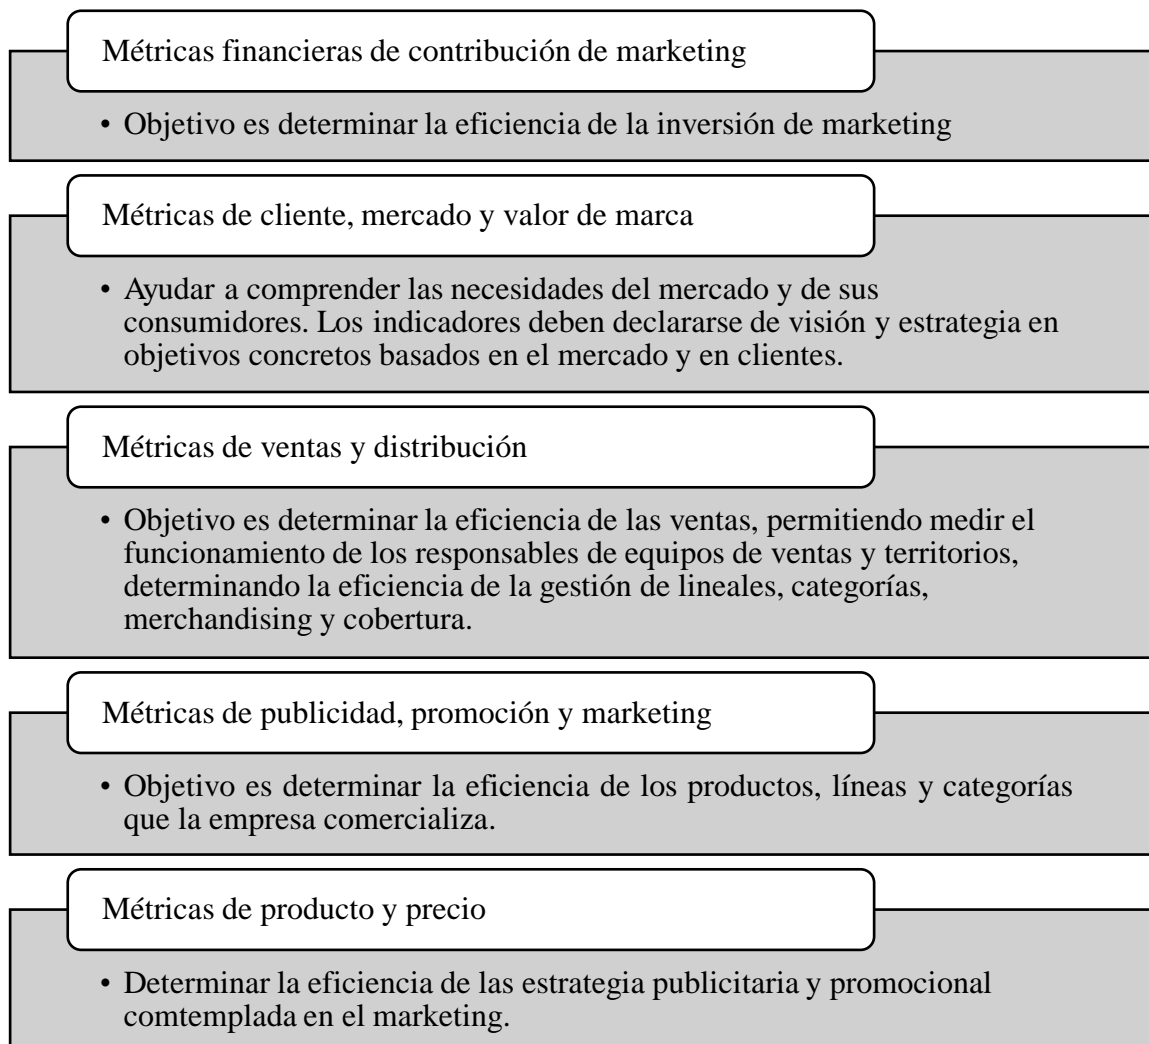 Métricas financieras de contribución de marketing
• Objetivo es determinar la eficiencia de la inversión de marketing
Métricas de cliente, mercado y valor de marca
• Ayudar a comprender las necesidades del mercado y de sus
consumidores. Los indicadores deben declararse de visión y estrategia en
objetivos concretos basados en el mercado y en clientes.
Métricas de ventas y distribución
• Objetivo es determinar la eficiencia de las ventas, permitiendo medir el
funcionamiento de los responsables de equipos de ventas y territorios,
determinando la eficiencia de la gestión de lineales, categorías,
merchandising y cobertura.
Métricas de publicidad, promoción y marketing
• Objetivo es determinar la eficiencia de los productos, líneas y categorías
que la empresa comercializa.
Métricas de producto y precio
• Determinar la eficiencia de las estrategia publicitaria y promocional
comtemplada en el marketing.